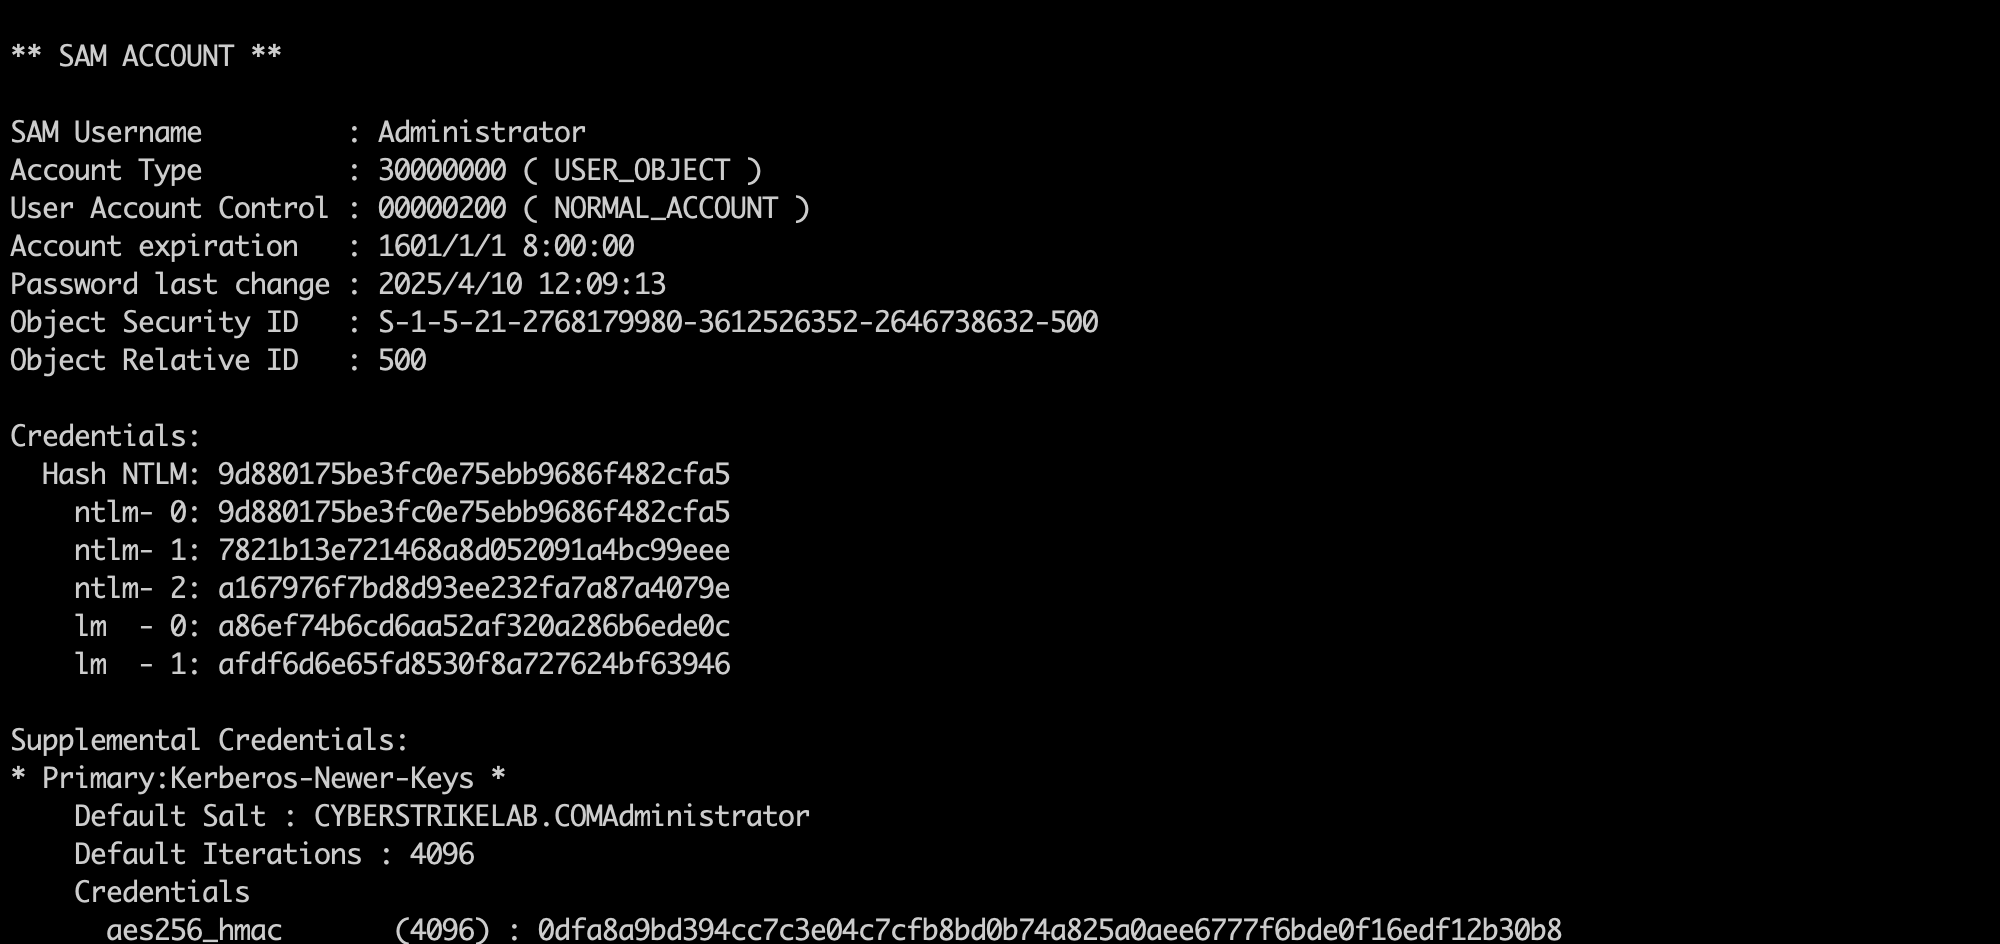 ** SAM ACCOUNT **
SAM Username         : Administrator
Account Type         : 30000000 ( USER_OBJECT )
User Account Control : 00000200 ( NORMAL_ACCOUNT )
Account expiration   : 1601/1/1 8:00:00
Password last change : 2025/4/10 12:09:13
Object Security ID   : S-1-5-21-2768179980-3612526352-2646738632-500
Object Relative ID   : 500
Credentials:
  Hash NTLM: 9d880175be3fc0e75ebb9686f482cfa5
    ntlm- 0: 9d880175be3fc0e75ebb9686f482cfa5
    ntlm- 1: 7821b13e721468a8d052091a4bc99eee
    ntlm- 2: a167976f7bd8d93ee232fa7a87a4079e
    lm  - 0: a86ef74b6cd6aa52af320a286b6ede0c
    lm  - 1: afdf6d6e65fd8530f8a727624bf63946
Supplemental Credentials:
* Primary:Kerberos-Newer-Keys *
    Default Salt : CYBERSTRIKELAB.COMAdministrator
    Default Iterations : 4096
    Credentials
      aes256_hmac       (4096) : 0dfa8a9bd394cc7c3e04c7cfb8bd0b74a825a0aee6777f6bde0f16edf12b30b8